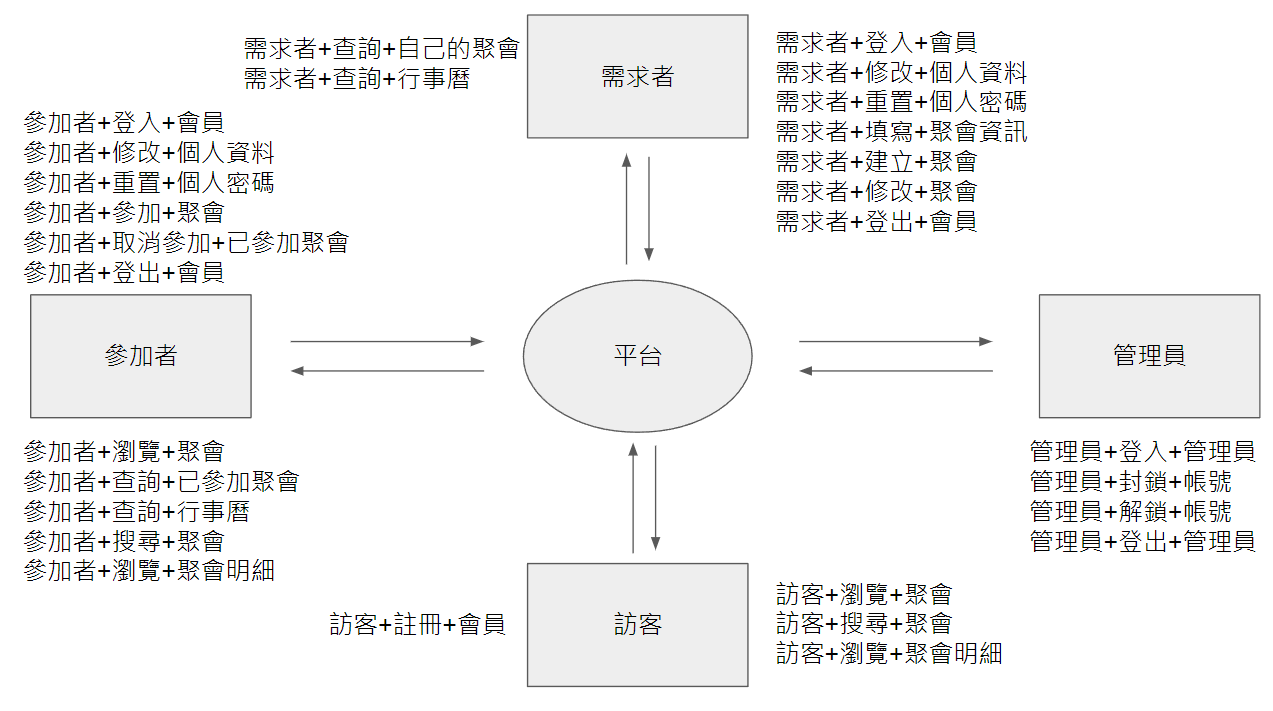 需求者+查詢+自己的聚會
需求者+查詢+行事曆
需求者
需求者+登入+會員
需求者+修改+個人資料
需求者+重置+個人密碼
需求者+填寫+聚會資訊
需求者+建立+聚會
需求者+修改+聚會
需求者+登出+會員
參加者+登入+會員
參加者+修改+個人資料
參加者+重置+個人密碼
參加者+參加+聚會
參加者+取消參加+已參加聚會
參加者+登出+會員
參加者
平台
管理員
參加者+瀏覽+聚會
參加者+查詢+已參加聚會
參加者+查詢+行事曆
參加者+搜尋+聚會
參加者+瀏覽+聚會明細
管理員+登入+管理員
管理員+封鎖+帳號
管理員+解鎖+帳號
管理員+登出+管理員
訪客+註冊+會員
訪客
訪客+瀏覽+聚會
訪客+搜尋+聚會
訪客+瀏覽+聚會明細